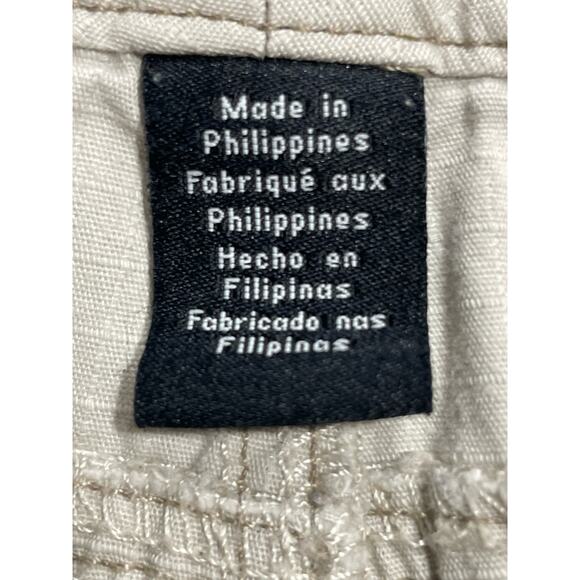 Made in
Philippines
Fabriqué aux
Philippines
Hecho en
Filipinas
Fabricado nas
Filipinas